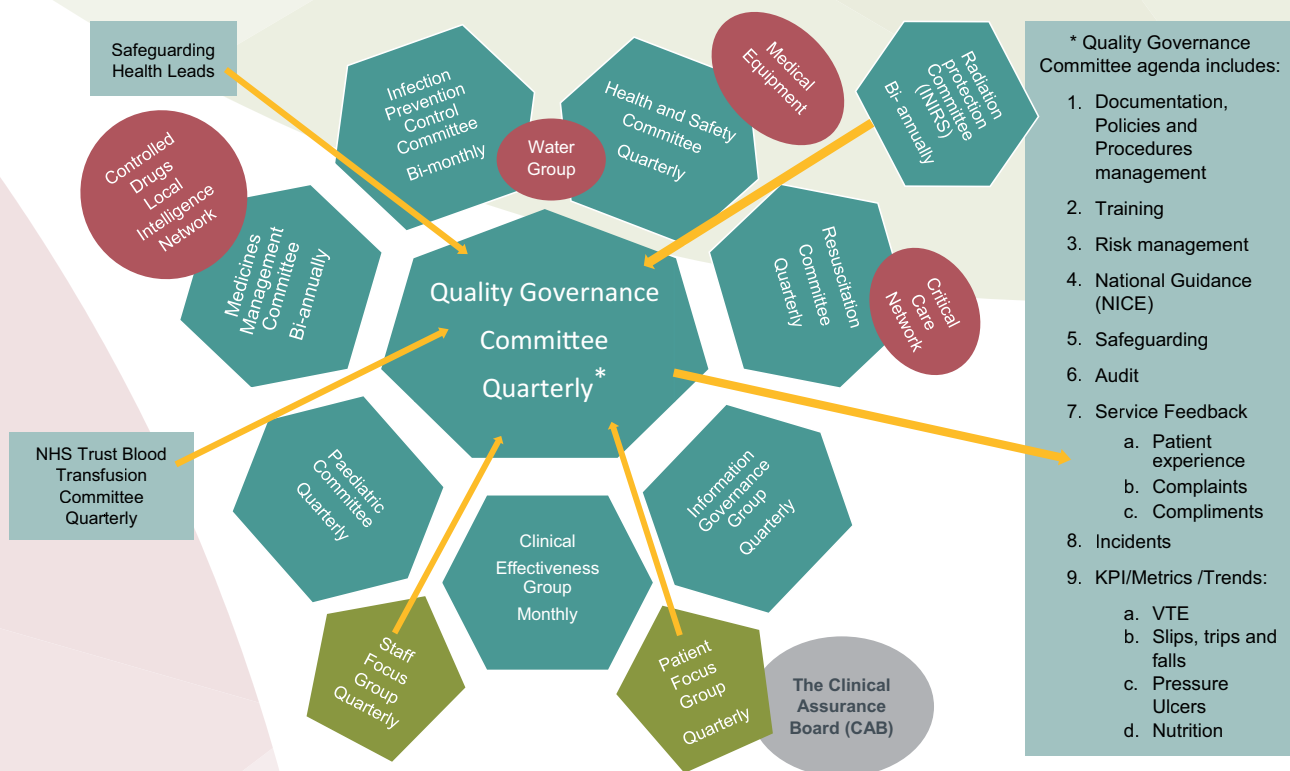 Safeguarding
Health Leads
Infection
Prevention
Control
Committee
Bi-monthly
Water
Group
Health and Safety
Committee
Quarterly
Medical
Equipment
Radiation
protection
Committee
(INIRS)
Bi- annually
Controlled
Drugs
Local
Intelligence
Network
Medicines
Management
Committee
Bi-annually
Quality Governance
Committee
Quarterly*
Resuscitation
Committee
Quarterly
Critical
Care
Network
NHS Trust Blood
Transfusion
Committee
Quarterly
Paediatric
Committee
Quarterly
Clinical
Effectiveness
Group
Monthly
Information
Governance
Group
Quarterly
Staff
Focus
Group
Quarterly
Patient
Focus
Group
Quarterly
The Clinical
Assurance
Board (CAB)
* Quality Governance
Committee agenda includes:
1. Documentation,
Policies and
Procedures
management
2. Training
3. Risk management
4. National Guidance
(NICE)
5. Safeguarding
6. Audit
7. Service Feedback
a. Patient
experience
b. Complaints
c. Compliments
8. Incidents
9. KPI/Metrics /Trends:
a. VTE
b. Slips, trips and
falls
c. Pressure
Ulcers
d. Nutrition